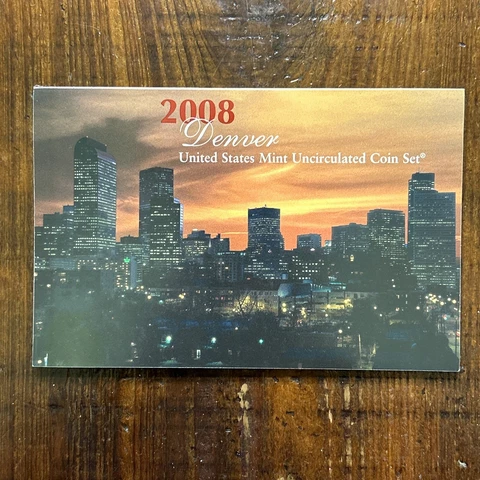 2008
Denver
United States Mint Uncirculated Coin Set®